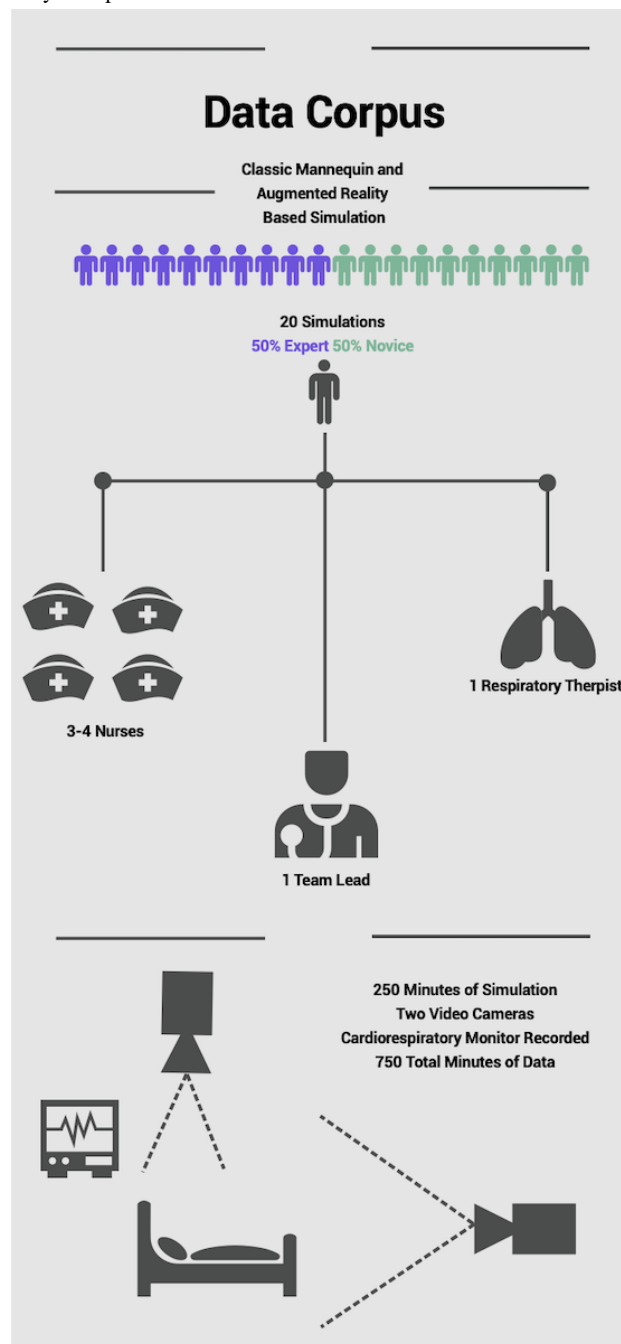 Data Corpus
Classic Mannequin and
Augmented Reality
Based Simulation
20 Simulations
50% Expert 50% Novice
3-4 Nurses
1 Respiratory Therpist
1 Team Lead
250 Minutes of Simulation
Two Video Cameras
Cardiorespiratory Monitor Recorded
750 Total Minutes of Data